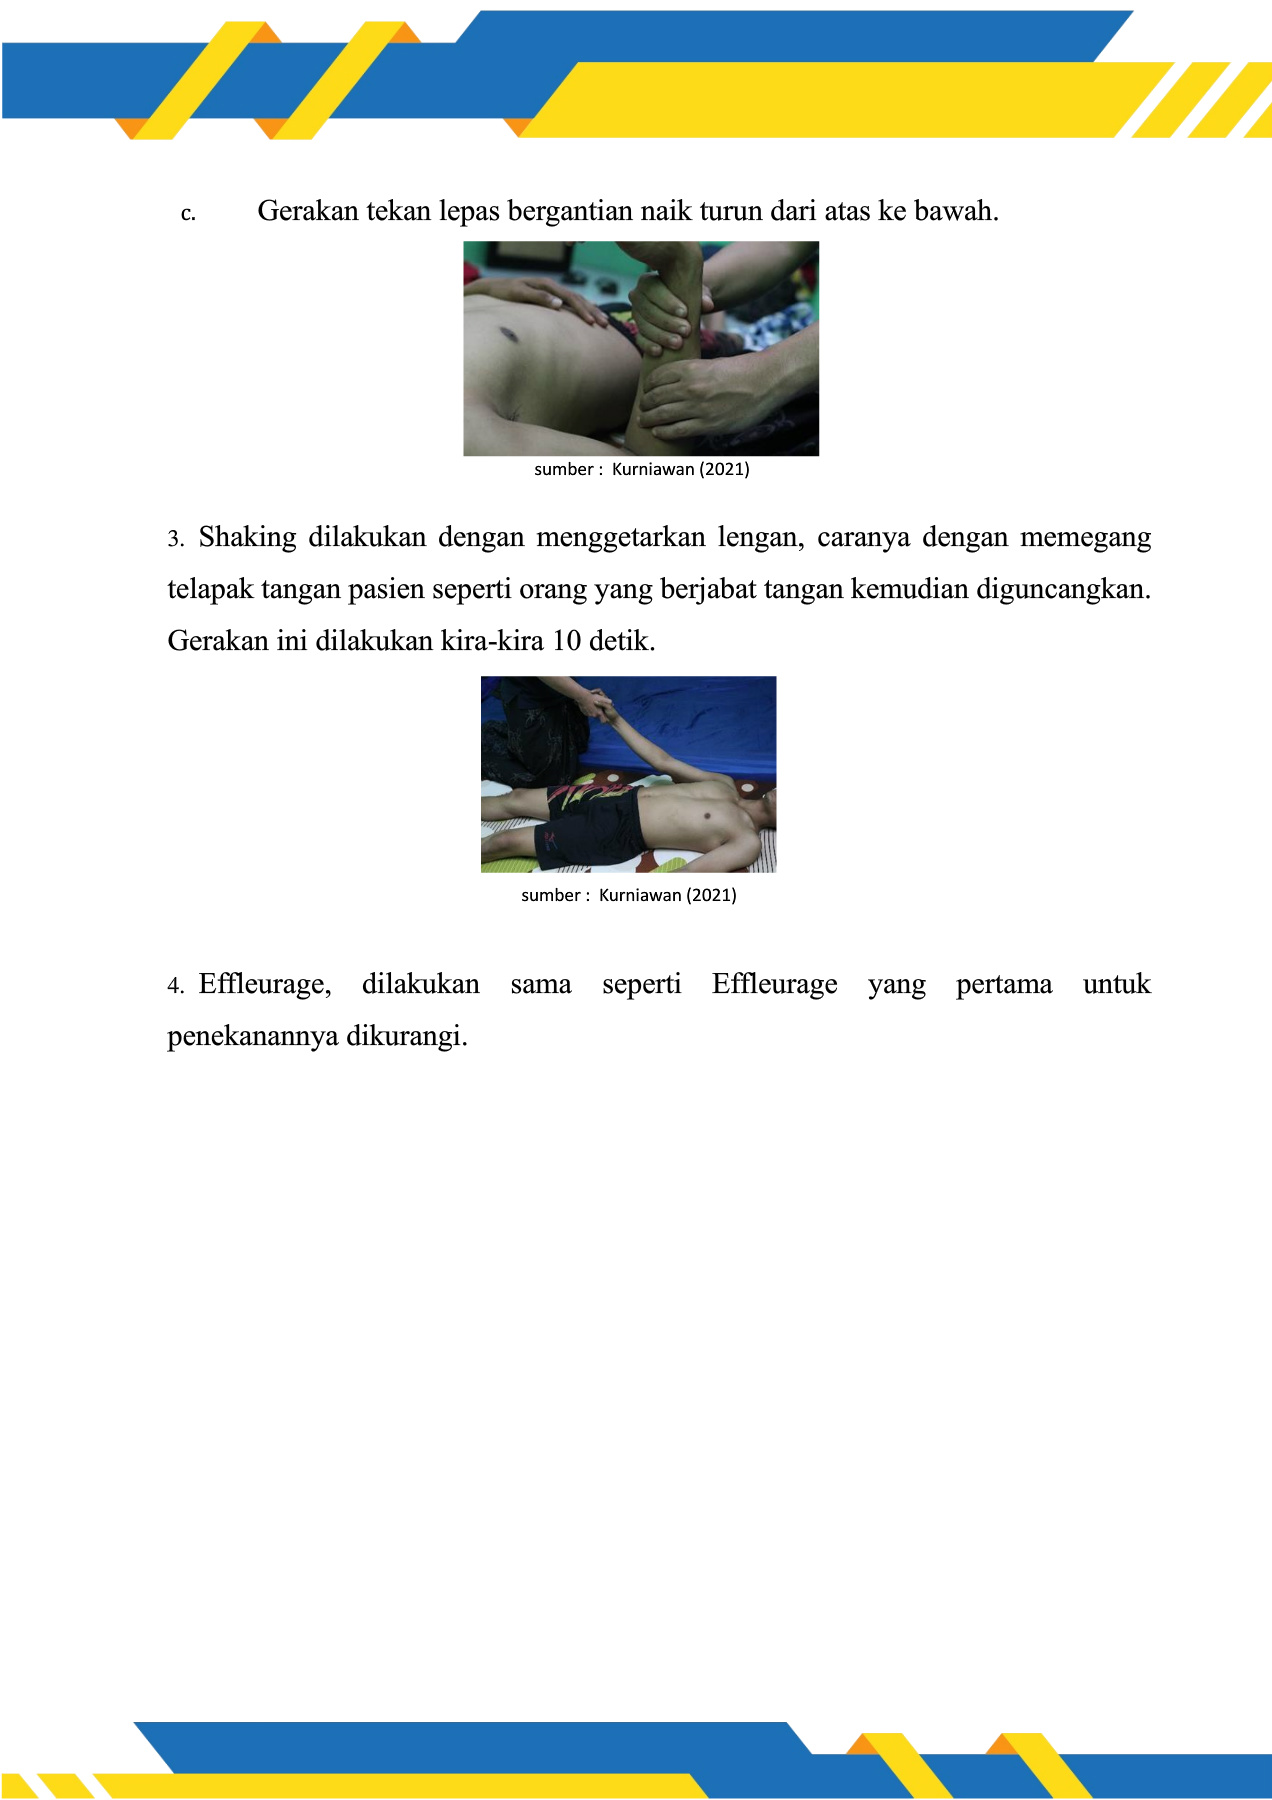 c. Gerakan tekan lepas bergantian naik turun dari atas ke bawah.
sumber : Kurniawan (2021)
3. Shaking dilakukan dengan menggetarkan lengan, caranya dengan memegang
telapak tangan pasien seperti orang yang berjabat tangan kemudian diguncangkan.
Gerakan ini dilakukan kira-kira 10 detik.
sumber : Kurniawan (2021)
4. Effleurage, dilakukan sama seperti Effleurage yang pertama untuk
penekanannya dikurangi.